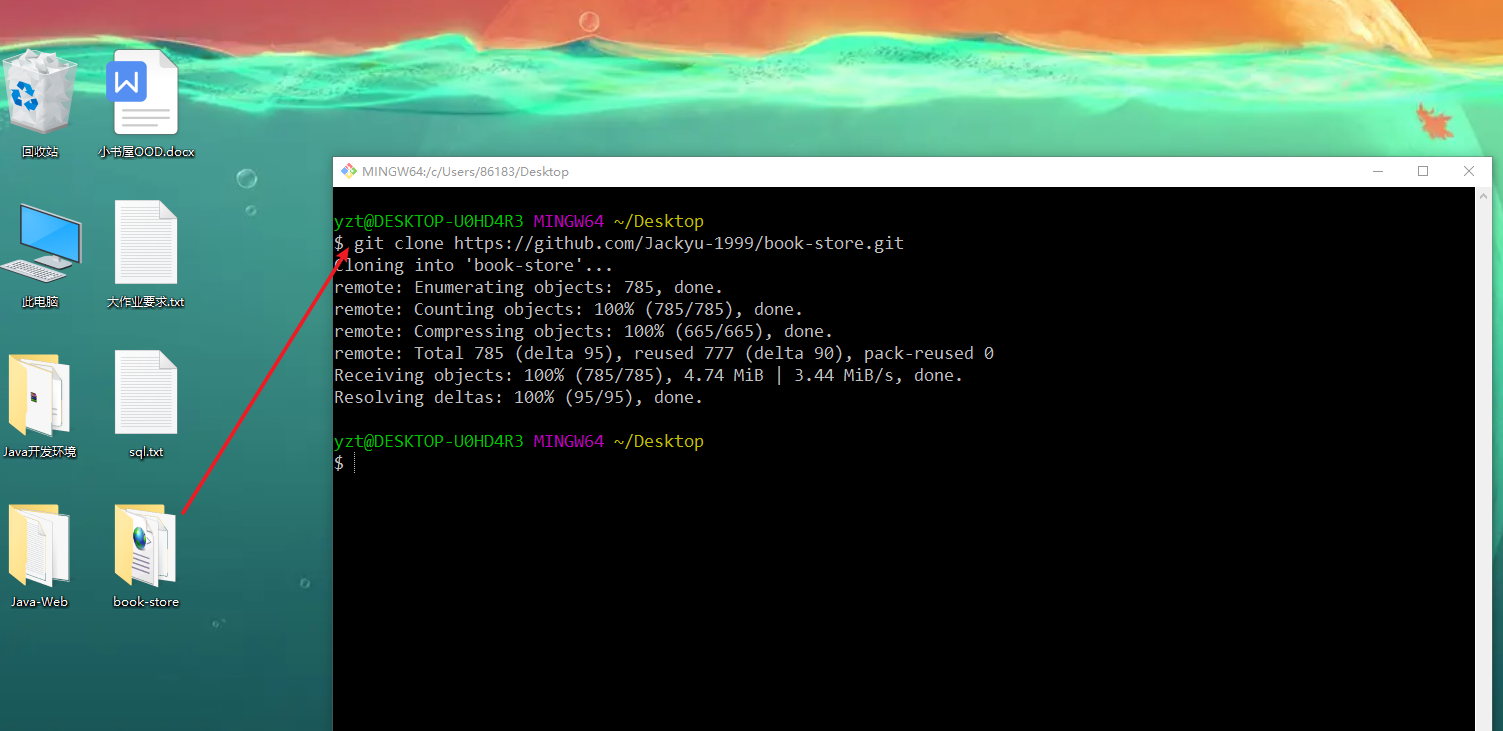 回收站
小书屋OOD.docx
此电脑
大作业要求.txt
Java开发环境
sql.txt
Java-Web
book-store
MINGW64:/c/Users/86183/Desktop
yzt@DESKTOP-U0HD4R3 MINGW64 ~/Desktop
$ git clone https://github.com/Jackyu-1999/book-store.git
Cloning into 'book-store'...
remote: Enumerating objects: 785, done.
remote: Counting objects: 100% (785/785), done.
remote: Compressing objects: 100% (665/665), done.
remote: Total 785 (delta 95), reused 777 (delta 90), pack-reused 0
Receiving objects: 100% (785/785), 4.74 MiB | 3.44 MiB/s, done.
Resolving deltas: 100% (95/95), done.
yzt@DESKTOP-U0HD4R3 MINGW64 ~/Desktop
$